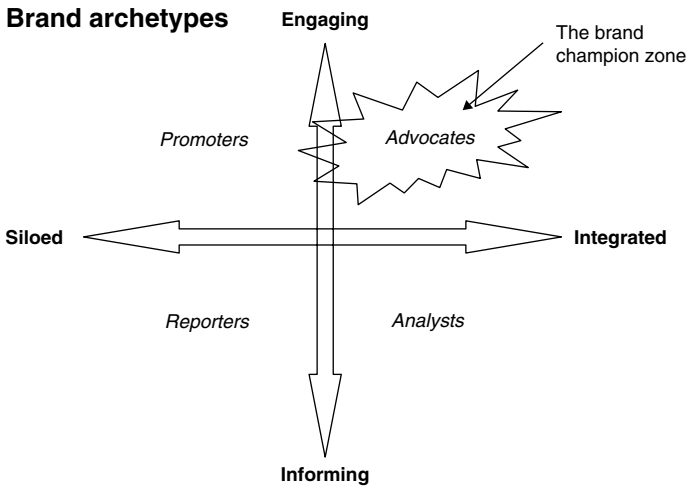 Brand archetypes
Engaging
The brand
champion zone
Promoters
Advocates
Siloed
Integrated
Reporters
Analysts
Informing